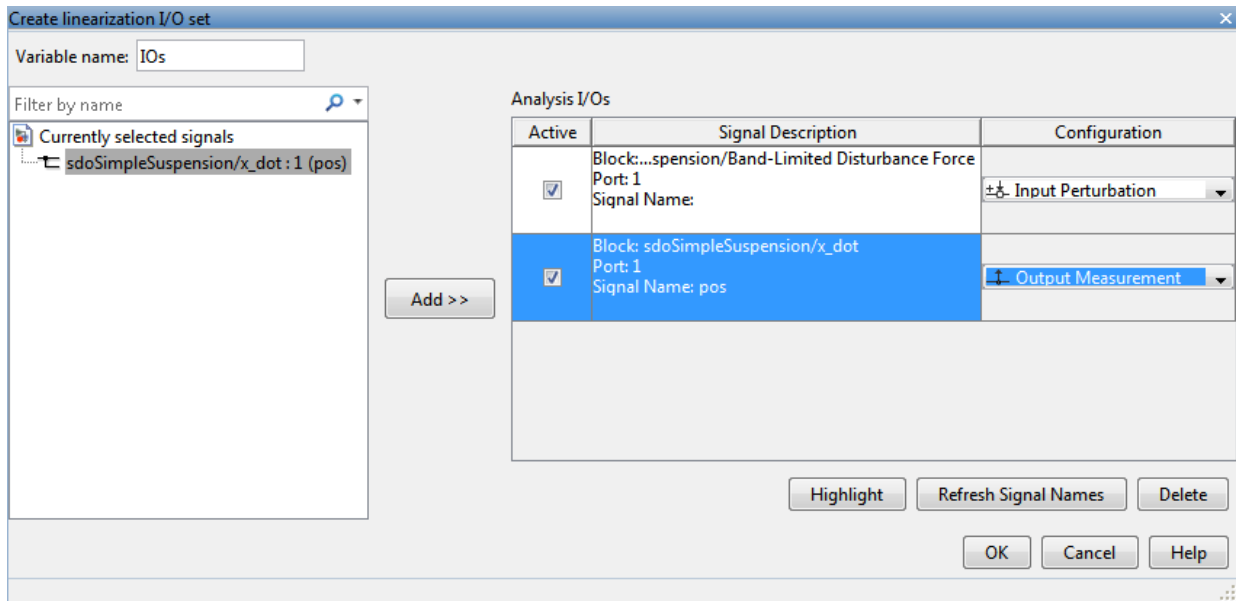 Create linearization I/O set
Variable name: IOs
Filter by name
Currently selected signals
sdoSimpleSuspension/x_dot : 1 (pos)
Add >>
Analysis I/Os
Active Signal Description Configuration
Block:...spension/Band-Limited Disturbance Force
Port: 1
Signal Name:
Input Perturbation
Block: sdoSimpleSuspension/x_dot
Port: 1
Signal Name: pos
Output Measurement
Highlight Refresh Signal Names Delete
OK Cancel Help